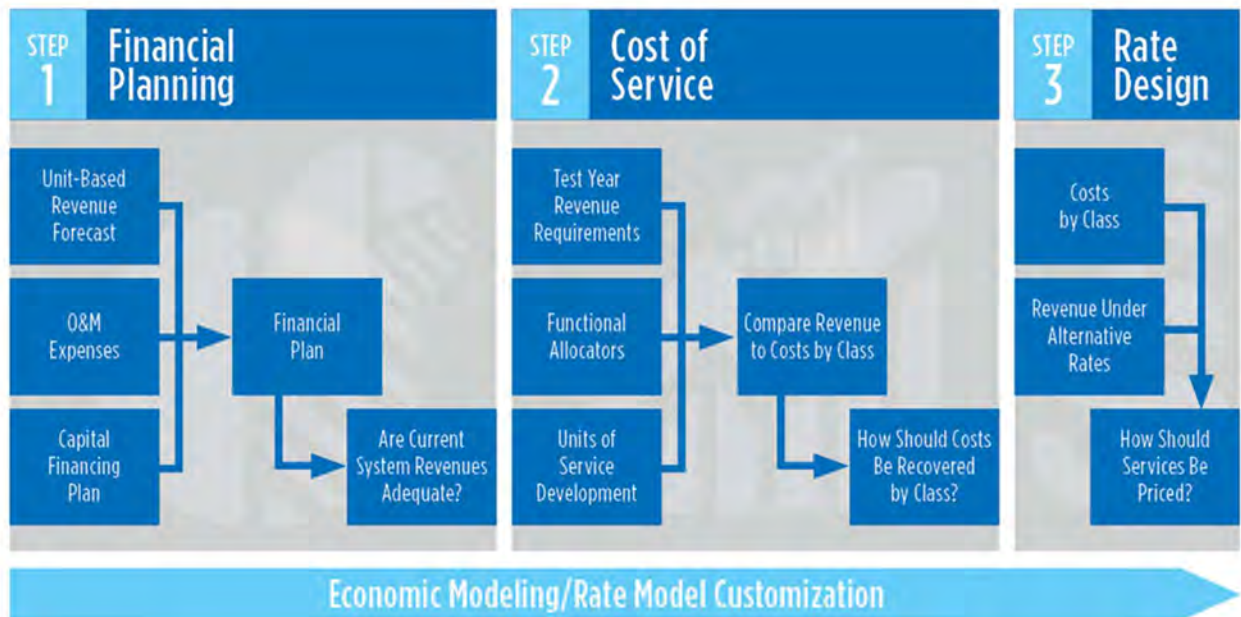 STEP
1
Financial
Planning
Unit-Based
Revenue
Forecast
O&M
Expenses
Capital
Financing
Plan
Financial
Plan
Are Current
System Revenues
Adequate?
STEP
2
Cost of
Service
Test Year
Revenue
Requirements
Functional
Allocators
Units of
Service
Development
Compare Revenue
to Costs by Class
How Should Costs
Be Recovered
by Class?
STEP
3
Rate
Design
Costs
by Class
Revenue Under
Alternative
Rates
How Should
Services Be
Priced?
Economic Modeling/Rate Model Customization